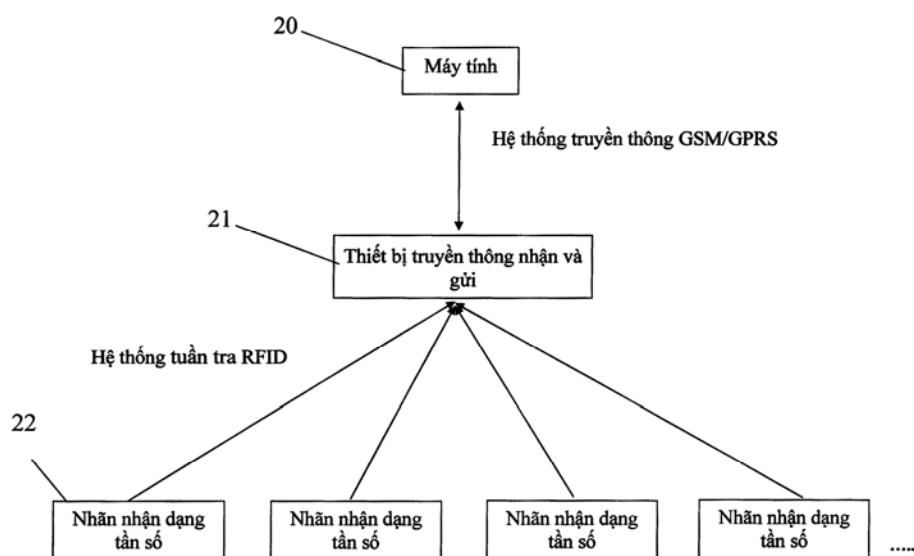 20
Máy tính
Hệ thống truyền thông GSM/GPRS
21
Thiết bị truyền thông nhận và
gửi
Hệ thống tuần tra RFID
22
Nhãn nhận dạng
tần số
Nhãn nhận dạng
tần số
Nhãn nhận dạng
tần số
Nhãn nhận dạng
tần số
.....